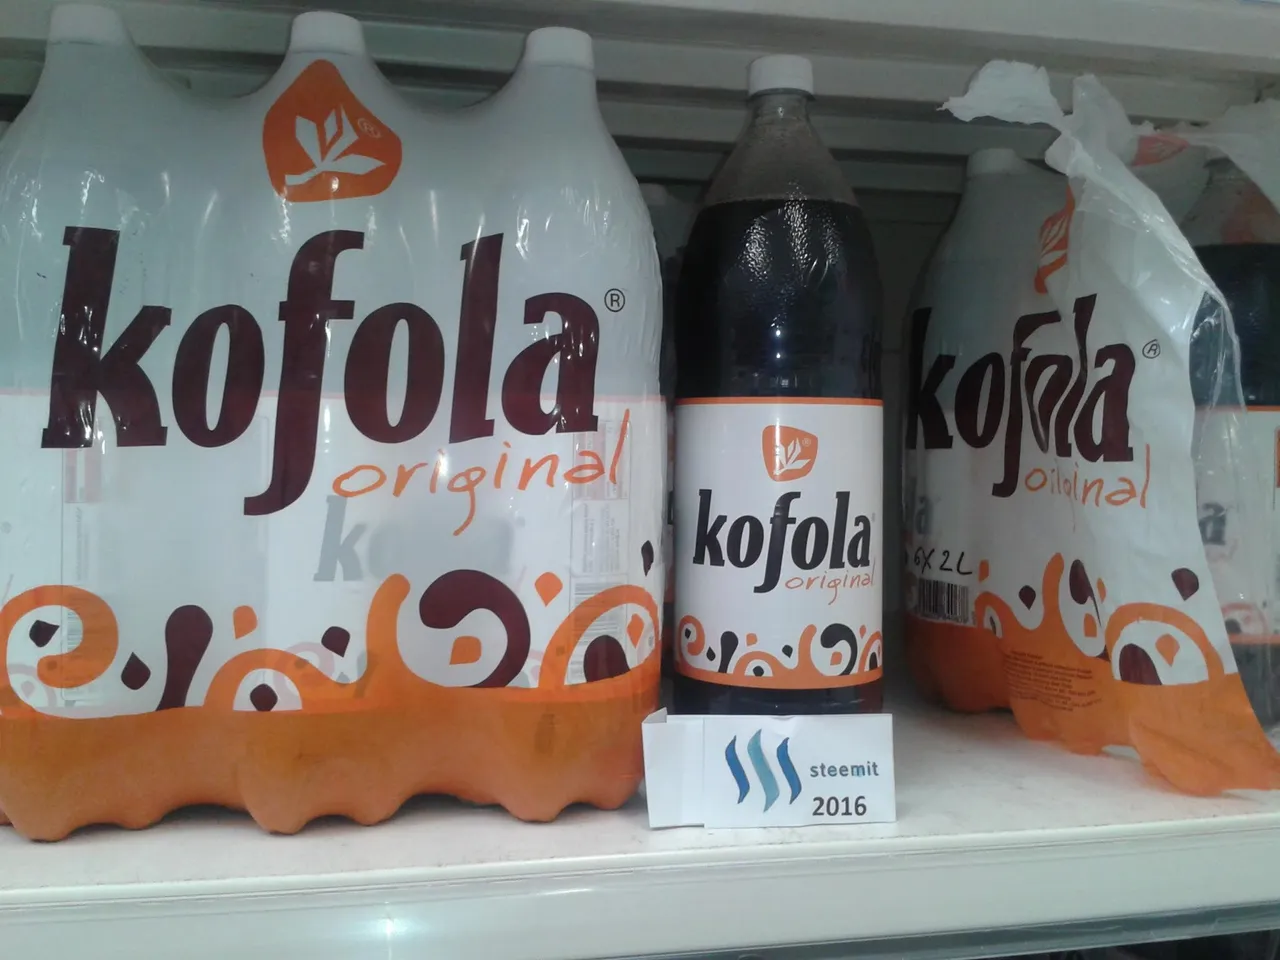 kofola®
original
kofola
original
kofola®
original
6X 2L
steemit
2016